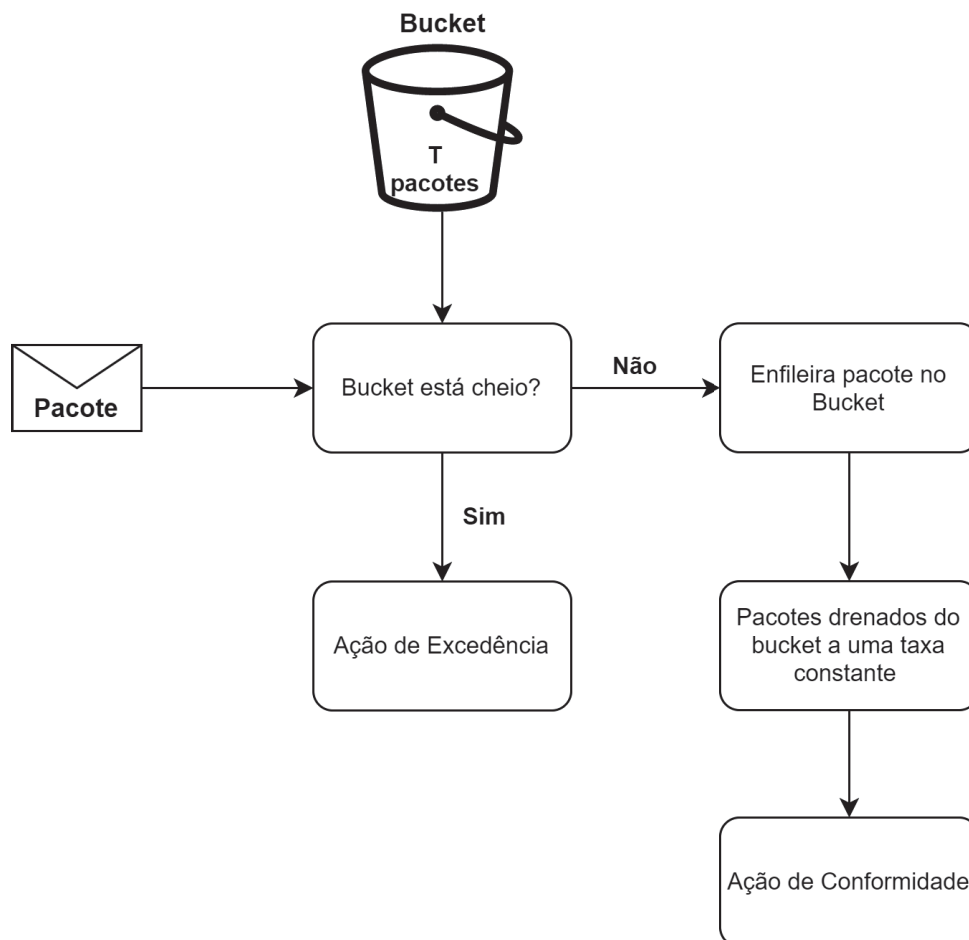 Bucket
T
pacotes
Pacote
Bucket está cheio?
Não
Enfileira pacote no
Bucket
Sim
Ação de Excedência
Pacotes drenados do
bucket a uma taxa
constante
Ação de Conformidade